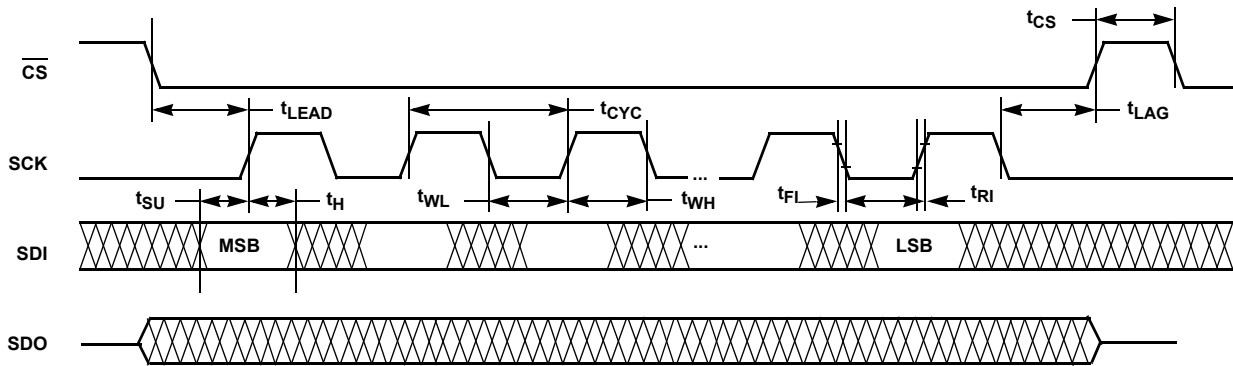 tCS
CS
tLEAD
tCYC
tLAG
SCK
...
tSU
tH
tWL
tWH
tFI
tRI
SDI
MSB
...
LSB
SDO